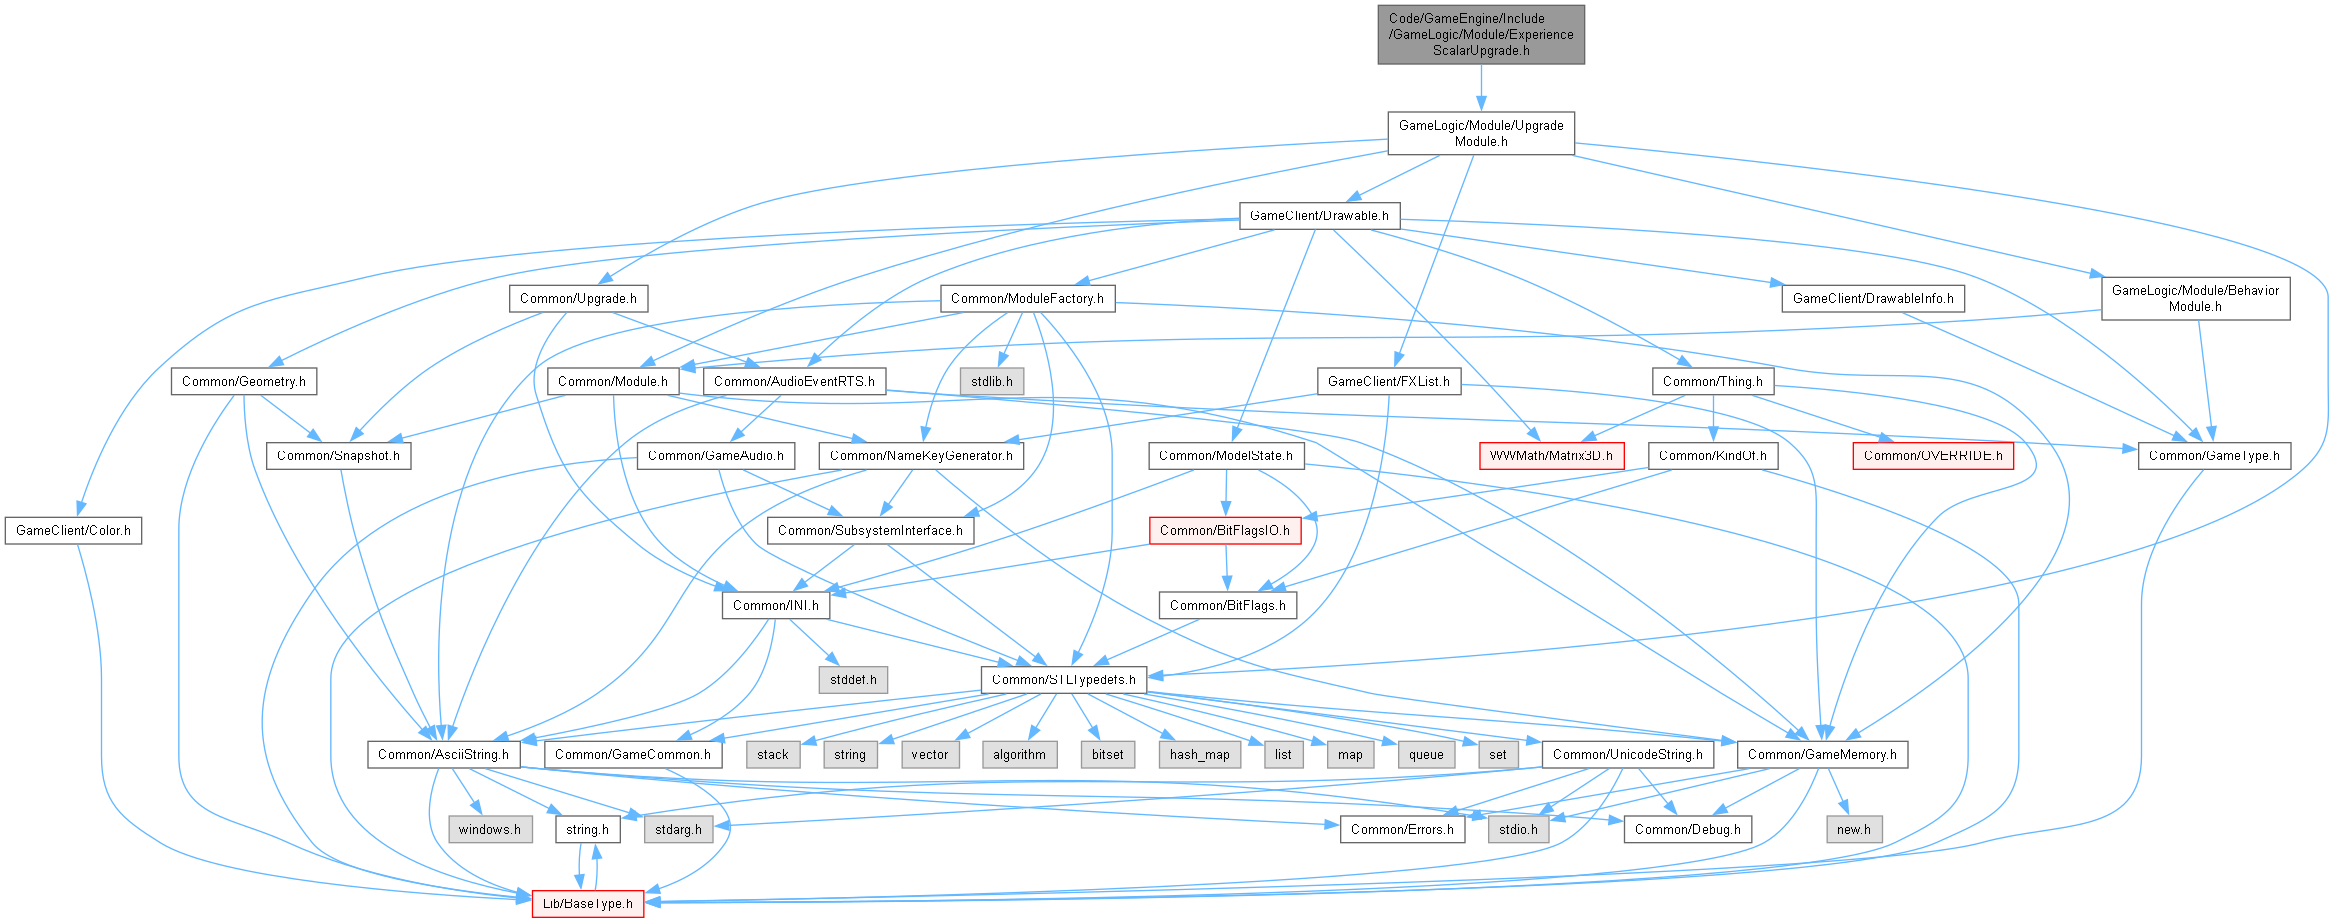 Code/GameEngine/Include
/GameLogic/Module/Experience
ScalarUpgrade.h
GameLogic/Module/Upgrade
Module.h
GameClient/Drawable.h
Common/Upgrade.h
Common/ModuleFactory.h
GameClient/DrawableInfo.h
GameLogic/Module/Behavior
Module.h
Common/Geometry.h
Common/Module.h
Common/AudioEventRTS.h
stdlib.h
GameClient/FXList.h
Common/Thing.h
Common/Snapshot.h
Common/GameAudio.h
Common/NameKeyGenerator.h
Common/ModelState.h
WWMath/Matrix3D.h
Common/KindOf.h
Common/OVERRIDE.h
Common/GameType.h
GameClient/Color.h
Common/SubsystemInterface.h
Common/BitFlagsIO.h
Common/INI.h
Common/BitFlags.h
stddef.h
Common/STLTypedefs.h
Common/AsciiString.h
Common/GameCommon.h
stack
string
vector
algorithm
bitset
hash_map
list
map
queue
set
Common/UnicodeString.h
Common/GameMemory.h
windows.h
string.h
stdarg.h
Common/Errors.h
stdio.h
Common/Debug.h
new.h
Lib/BaseType.h